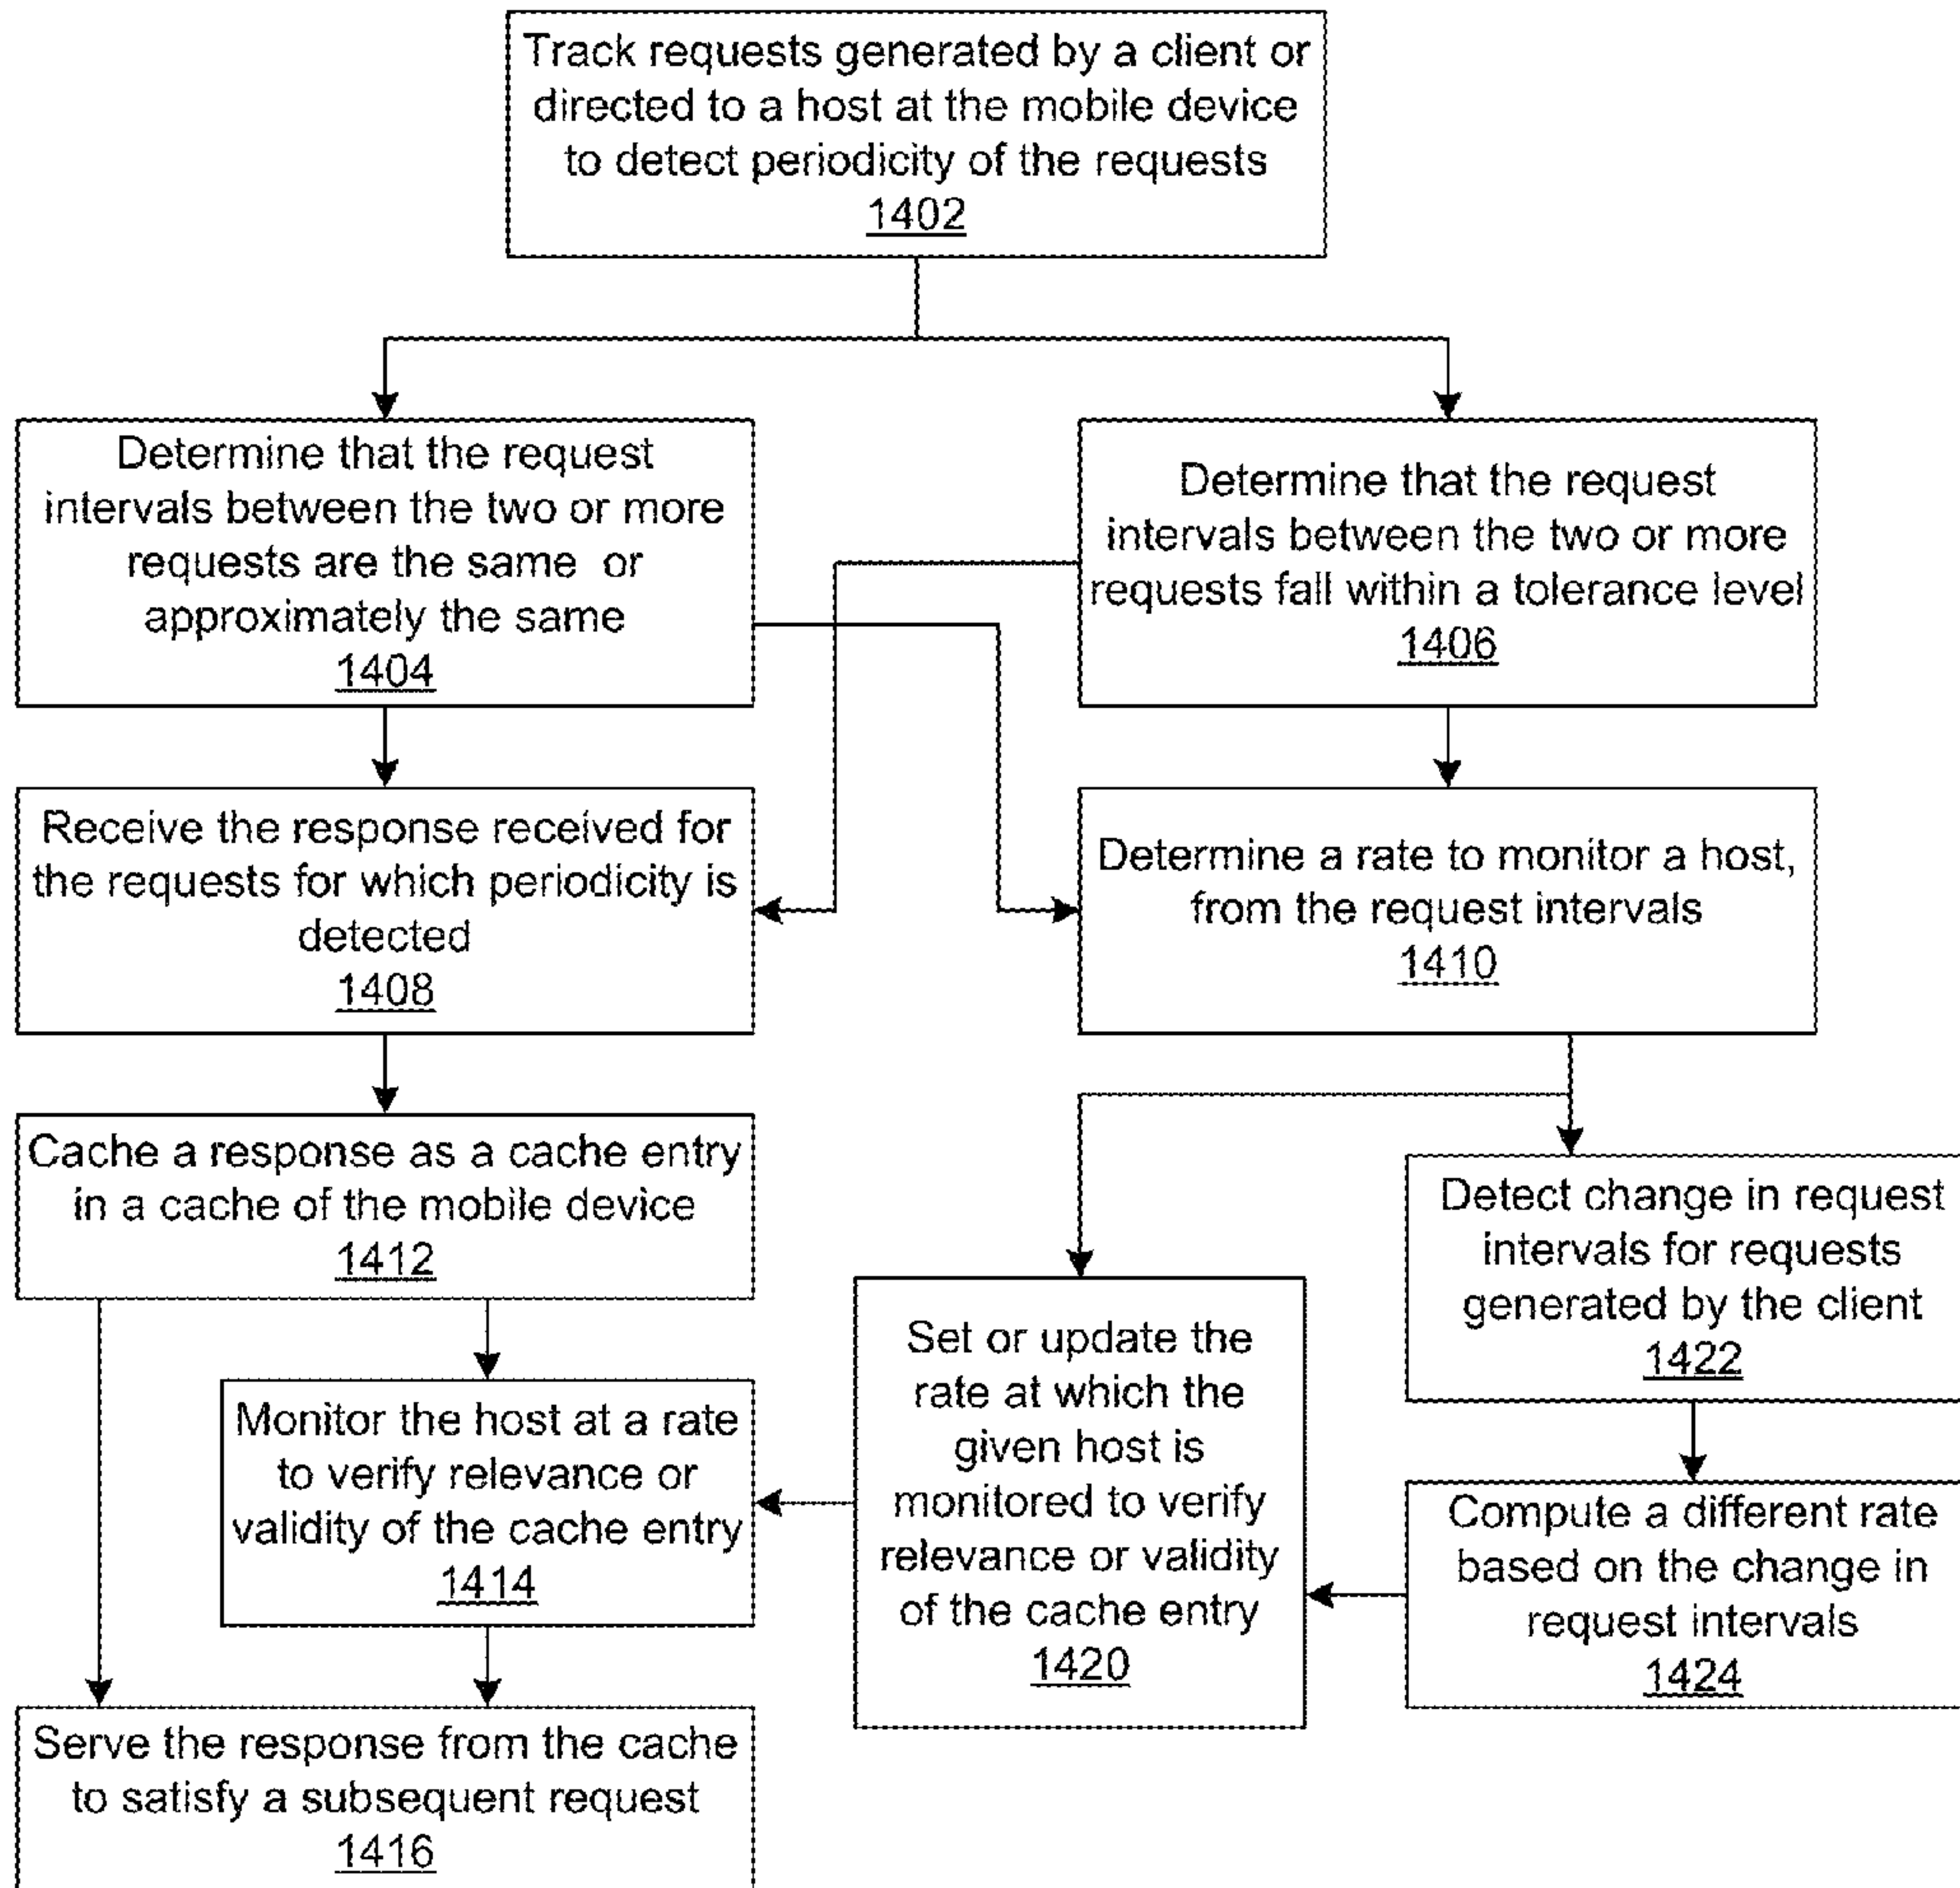 Track requests generated by a client or
directed to a host at the mobile device
to detect periodicity of the requests
1402
Determine that the request
intervals between the two or more
requests are the same or
approximately the same
1404
Determine that the request
intervals between the two or more
requests fall within a tolerance level
1406
Receive the response received for
the requests for which periodicity is
detected
1408
Determine a rate to monitor a host,
from the request intervals
1410
Cache a response as a cache entry
in a cache of the mobile device
1412
Detect change in request
intervals for requests
generated by the client
1422
Monitor the host at a rate
to verify relevance or
validity of the cache entry
1414
Set or update the
rate at which the
given host is
monitored to verify
relevance or validity
of the cache entry
1420
Compute a different rate
based on the change in
request intervals
1424
Serve the response from the cache
to satisfy a subsequent request
1416